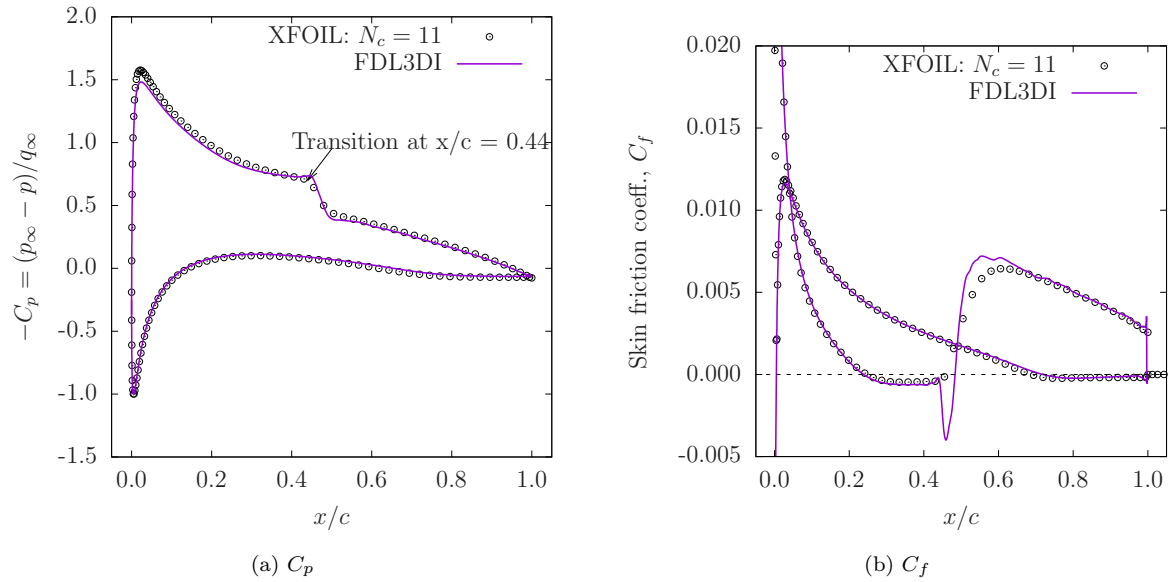 2.0
1.5
1.0
0.5
0.0
-0.5
-1.0
-1.5
−C_p = (p_∞ − p)/q_∞
XFOIL: N_c = 11
FDL3DI
Transition at x/c = 0.44
0.0 0.2 0.4 0.6 0.8 1.0
x/c
(a) C_p
0.020
0.015
0.010
0.005
0.000
-0.005
Skin friction coeff., C_f
XFOIL: N_c = 11
FDL3DI
0.0 0.2 0.4 0.6 0.8 1.0
x/c
(b) C_f